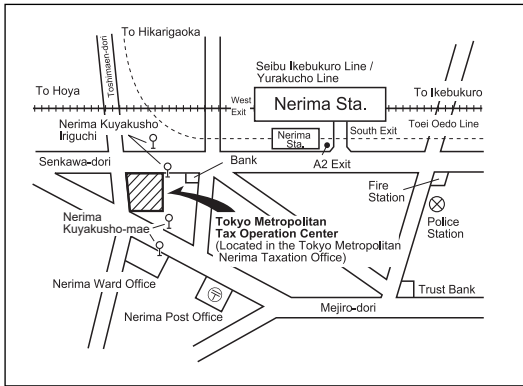 To Hikarigaoka
Toshimaen-dori
Seibu Ikebukuro Line /
Yurakucho Line
To Hoya
West
Exit
Nerima Sta.
To Ikebukuro
Nerima Kuyakusho
Iriguchi
Nerima
Sta.
South Exit
Toei Oedo Line
Senkawa-dori
Bank
A2 Exit
Fire
Station
Tokyo Metropolitan
Tax Operation Center
(Located in the Tokyo Metropolitan
Nerima Taxation Office)
Nerima
Kuyakusho-mae
Police
Station
Nerima Ward Office
Trust Bank
Nerima Post Office
Mejiro-dori